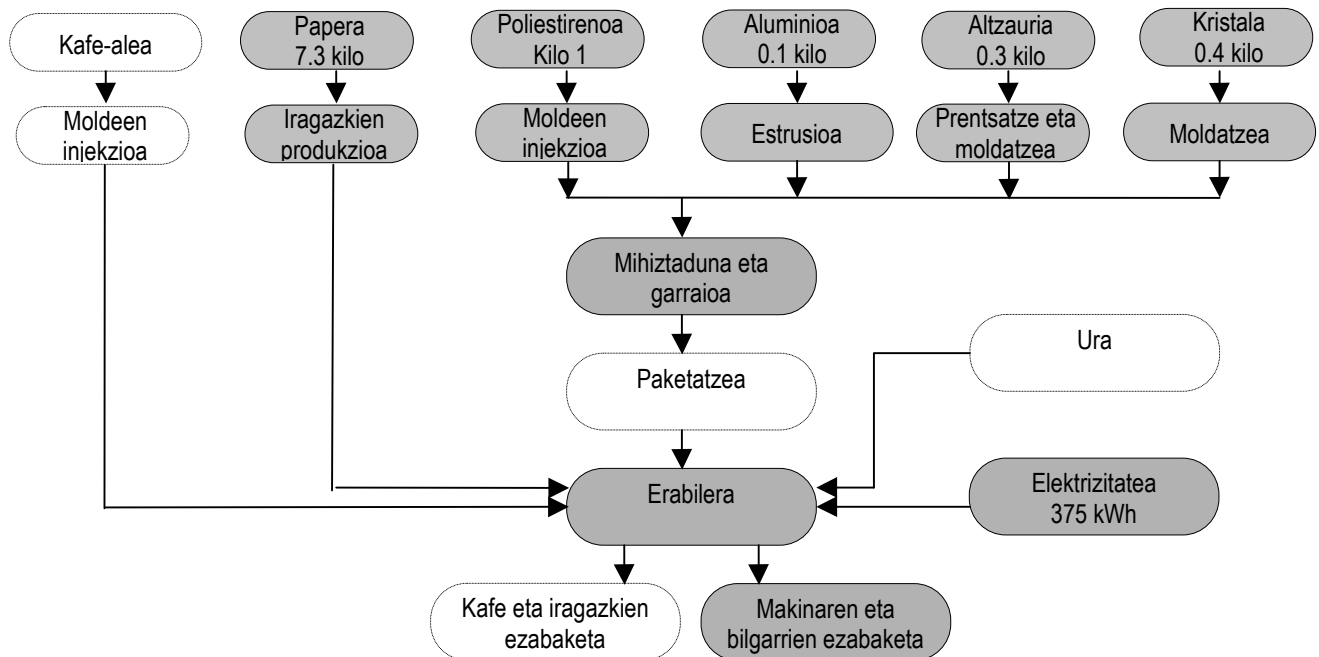 Kafe-alea
Papera
7.3 kilo
Poliestirenoa
Kilo 1
Aluminioa
0.1 kilo
Altzauria
0.3 kilo
Kristala
0.4 kilo
Moldeen
injekzioa
Iragazkien
produkzioa
Moldeen
injekzioa
Estrusioa
Prentsatze eta
moldatzea
Moldatzea
Mihiztaduna eta
garraioa
Ura
Paketatzea
Erabilera
Elektrizitatea
375 kWh
Kafe eta iragazkien
ezabaketa
Makinaren eta
bilgarrien ezabaketa